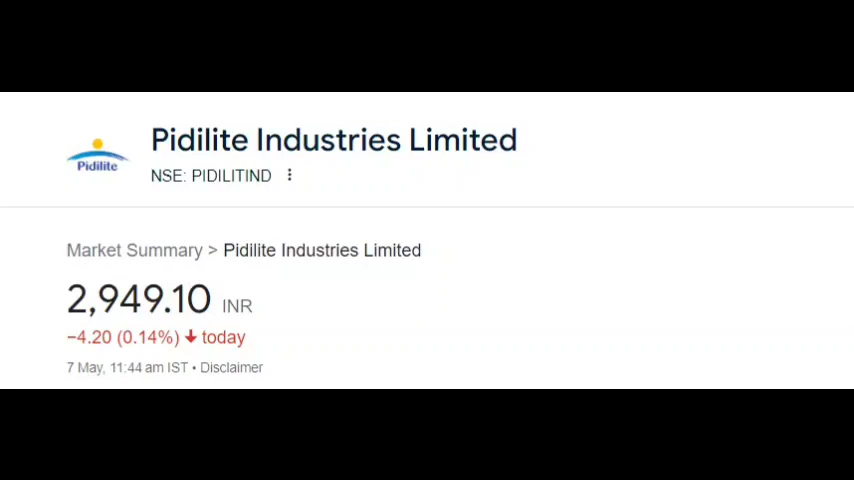 Pidilite
Pidilite Industries Limited
NSE: PIDILITIND
Market Summary > Pidilite Industries Limited
2,949.10 INR
−4.20 (0.14%) ↓ today
7 May, 11:44 am IST • Disclaimer